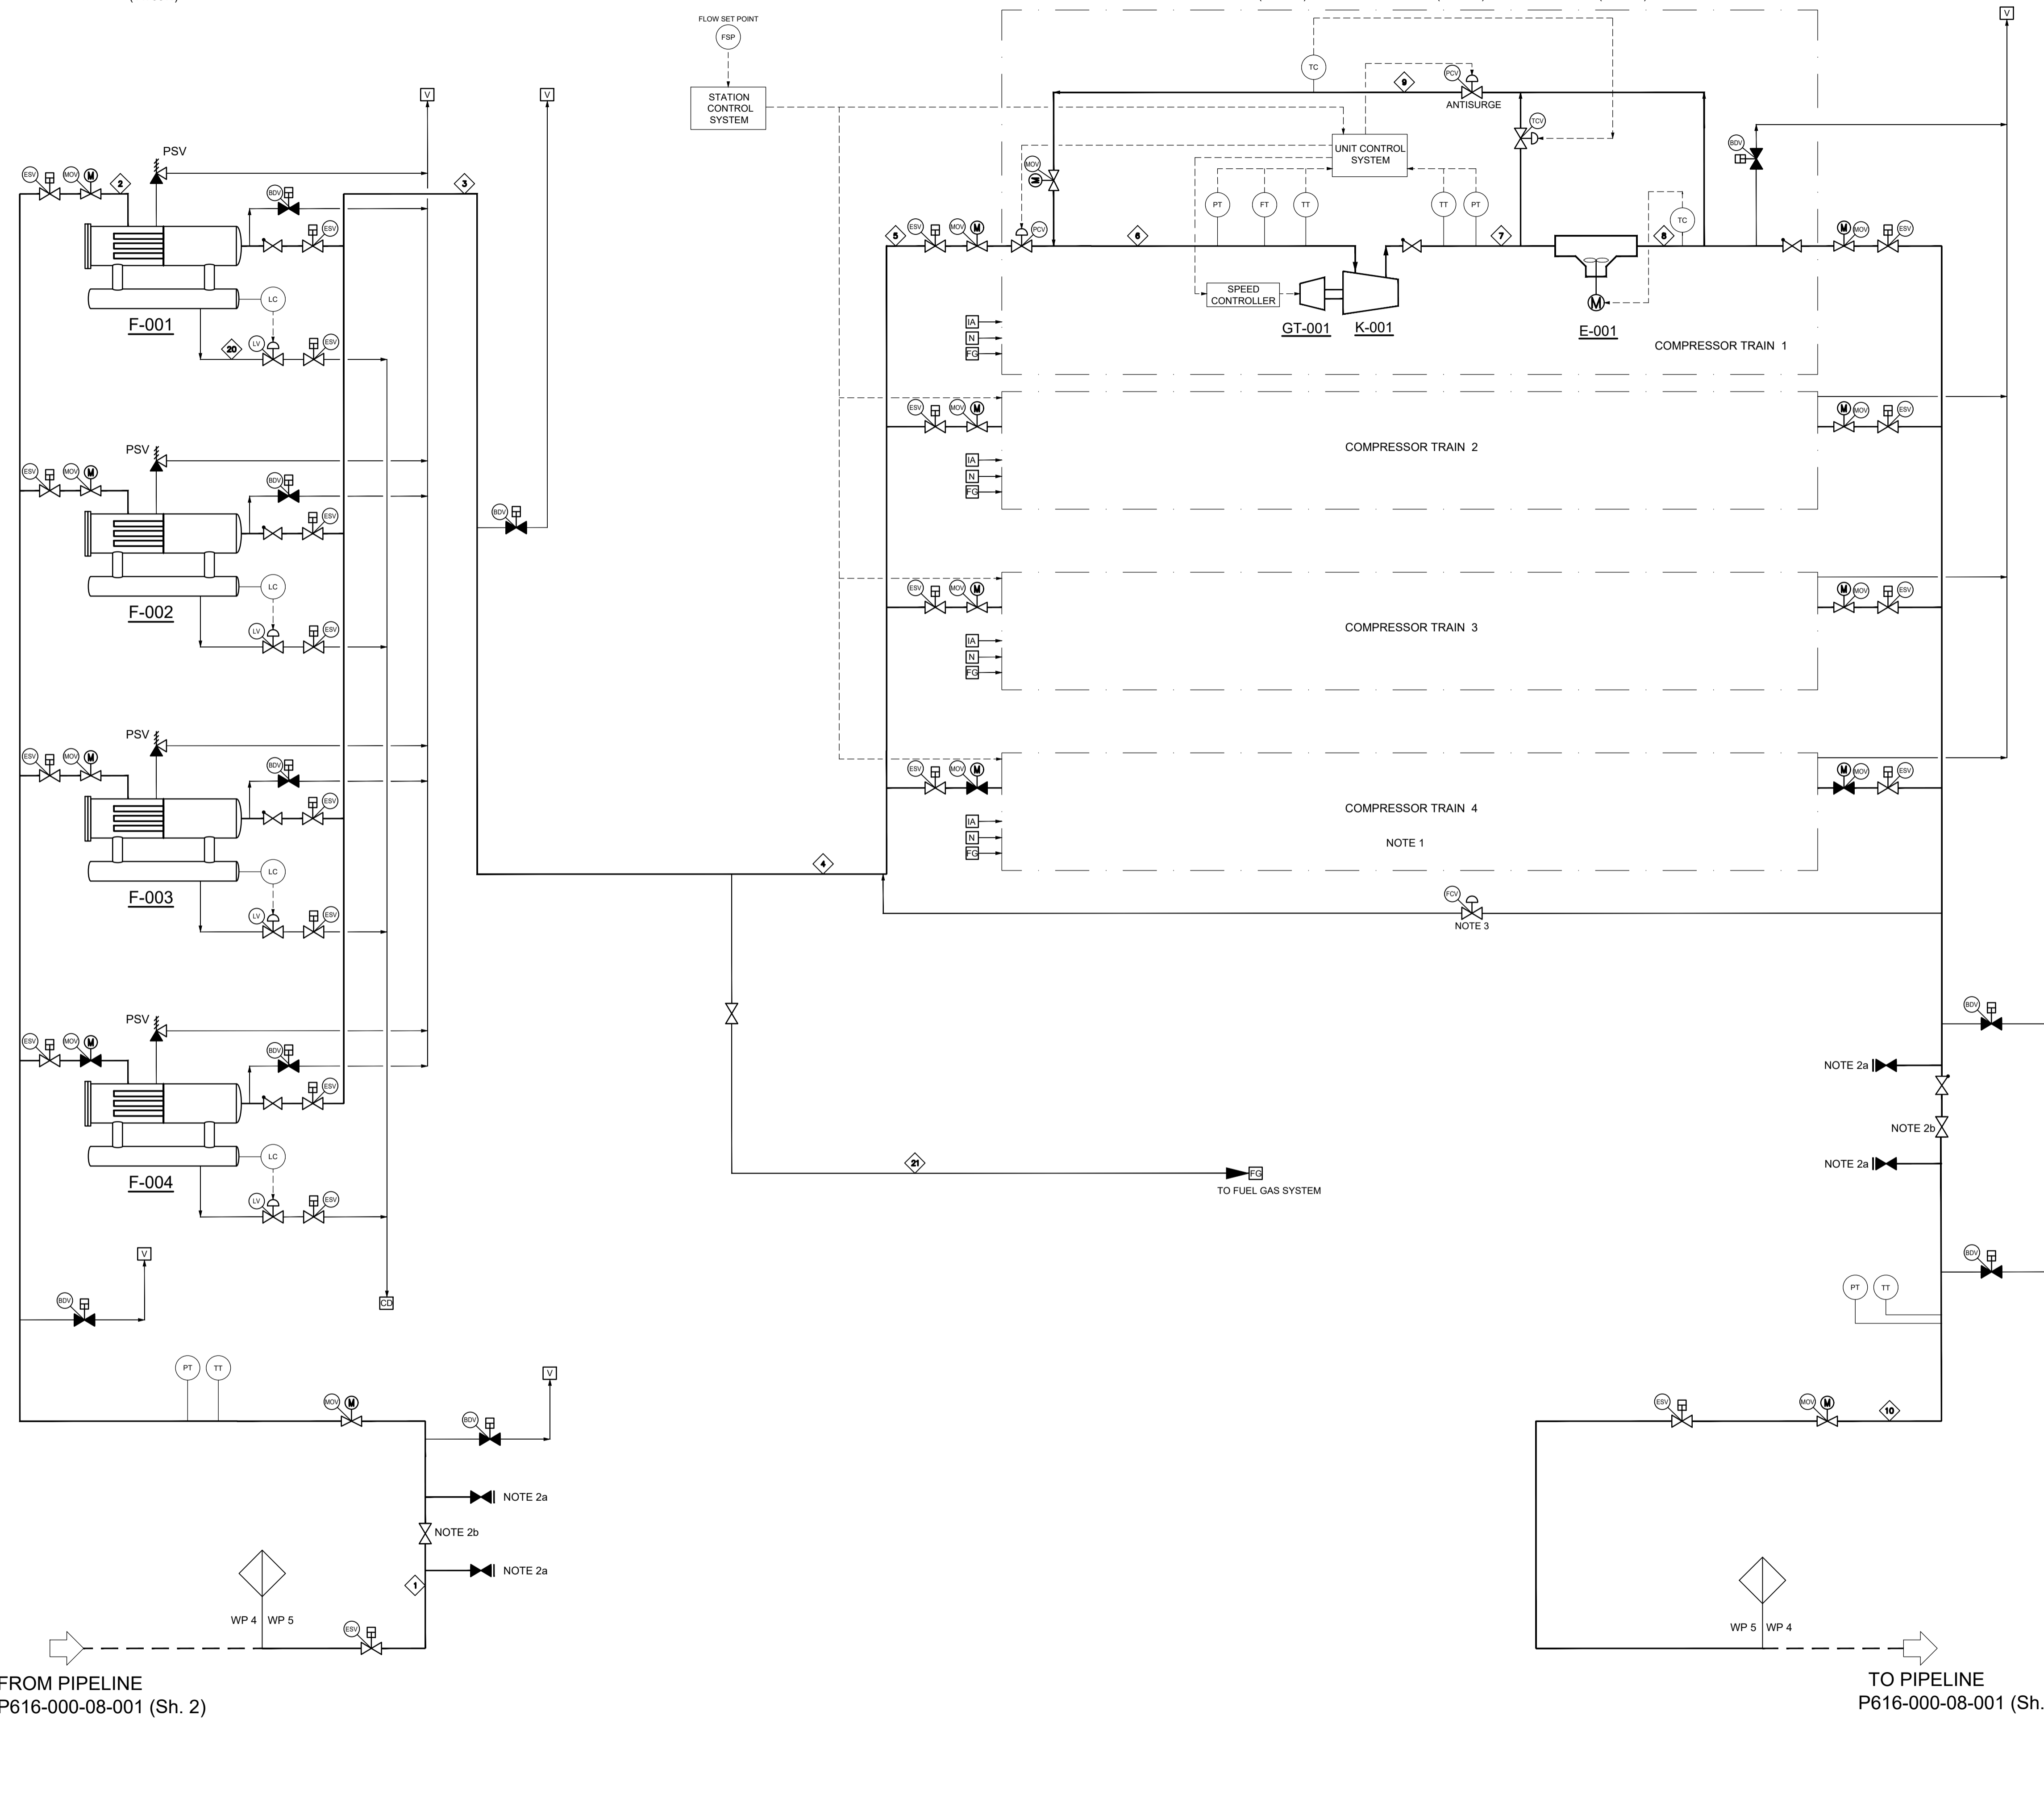 FLOW SET POINT
FSP
STATION
CONTROL
SYSTEM
V
V
V
TC
9
PCV
ANTISURGE
TCV
BDV
UNIT CONTROL
SYSTEM
MOV
M
PT
FT
TT
TT
PT
TC
5
ESV
MOV
M
PCV
6
7
8
M
MOV
ESV
SPEED
CONTROLLER
GT-001
K-001
M
E-001
COMPRESSOR TRAIN 1
IA
N
FG
PSV
ESV
MOV
M
2
BDV
3
ESV
LC
F-001
20
LV
ESV
ESV
MOV
M
COMPRESSOR TRAIN 2
M
MOV
ESV
IA
N
FG
PSV
ESV
MOV
M
BDV
ESV
BDV
LC
F-002
LV
ESV
ESV
MOV
M
COMPRESSOR TRAIN 3
M
MOV
ESV
IA
N
FG
PSV
ESV
MOV
M
BDV
ESV
LC
F-003
LV
ESV
ESV
MOV
M
COMPRESSOR TRAIN 4
M
MOV
ESV
IA
N
FG
NOTE 1
4
FCV
NOTE 3
PSV
ESV
MOV
M
BDV
ESV
LC
F-004
LV
ESV
BDV
NOTE 2a
NOTE 2b
NOTE 2a
21
FG
TO FUEL GAS SYSTEM
V
BDV
CD
BDV
PT
TT
PT
TT
MOV
M
V
BDV
NOTE 2a
NOTE 2b
NOTE 2a
1
WP 4
WP 5
ESV
ESV
MOV
M
10
WP 5
WP 4
FROM PIPELINE
P616-000-08-001 (Sh. 2)
TO PIPELINE
P616-000-08-001 (Sh.